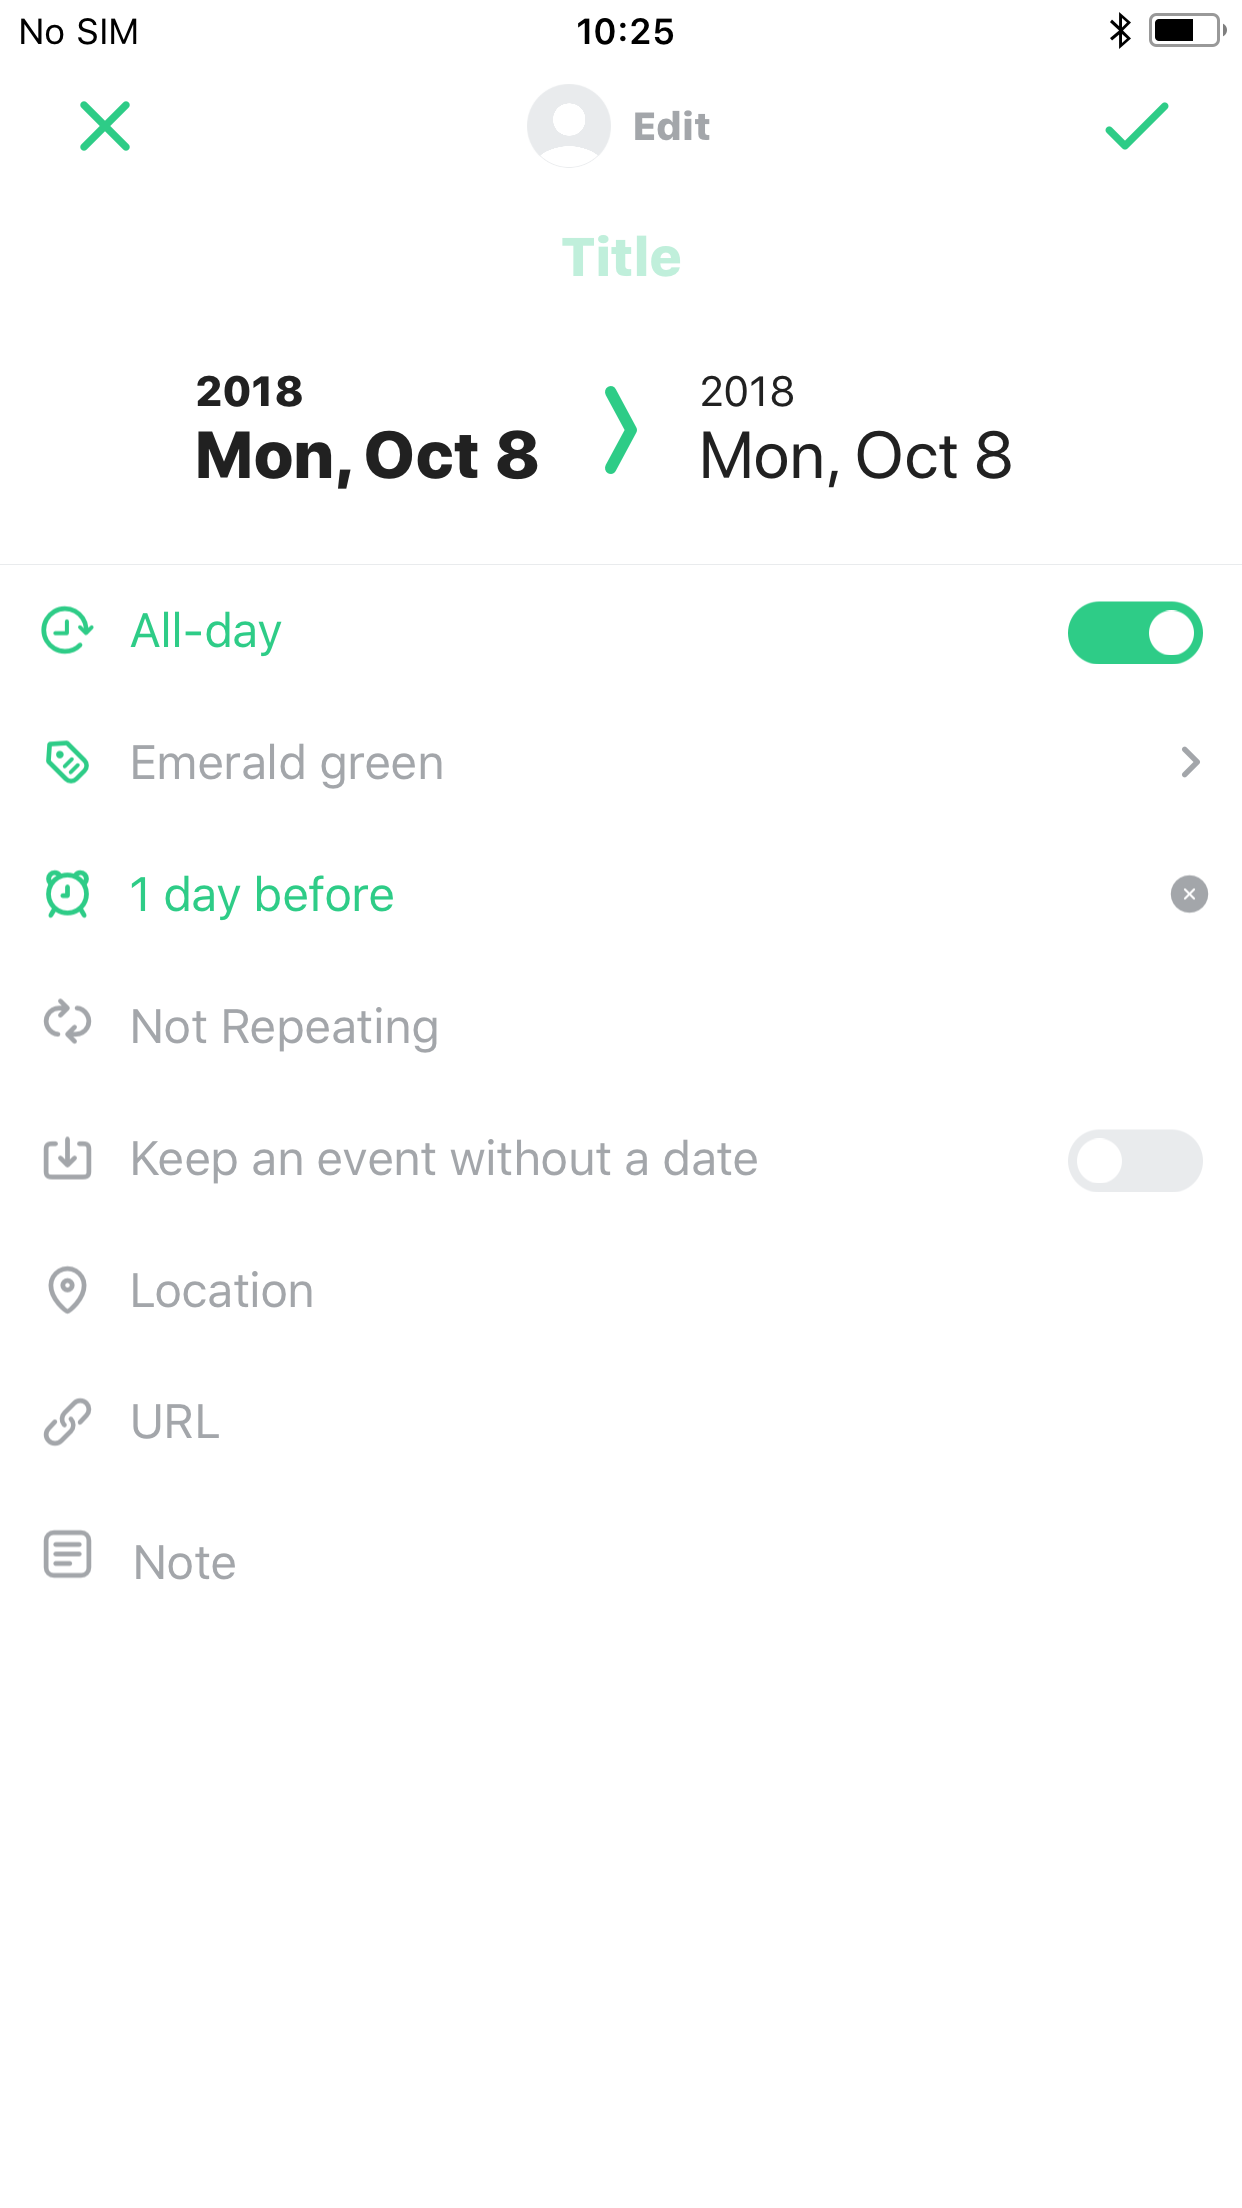 No SIM 10:25
Edit
Title
2018 2018
Mon, Oct 8 Mon, Oct 8
All-day
Emerald green
1 day before
Not Repeating
Keep an event without a date
Location
URL
Note